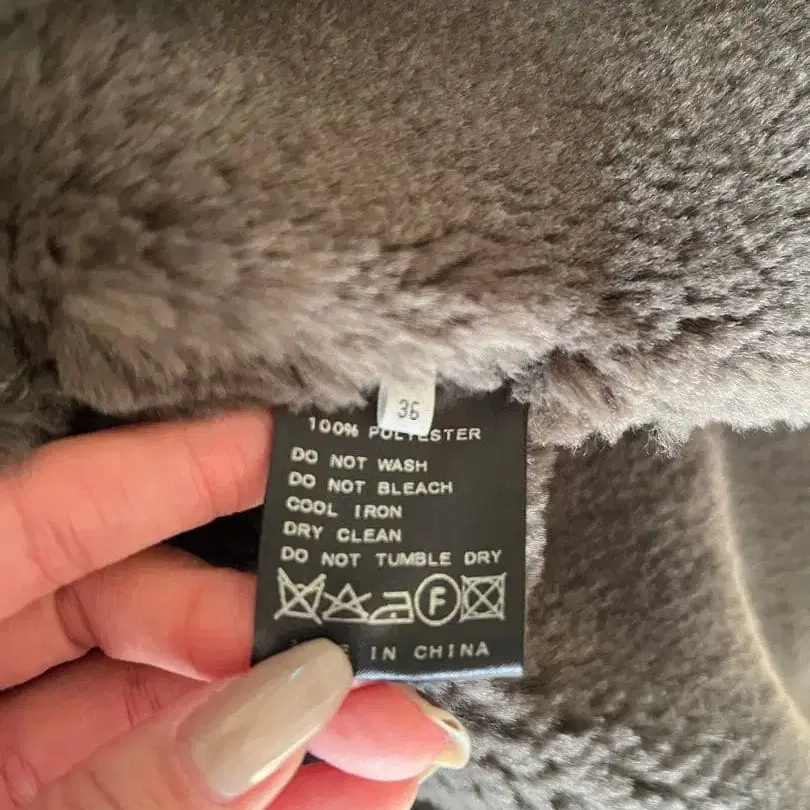 36
100% POLYESTER
DO NOT WASH
DO NOT BLEACH
COOL IRON
DRY CLEAN
DO NOT TUMBLE DRY
F
IN CHINA